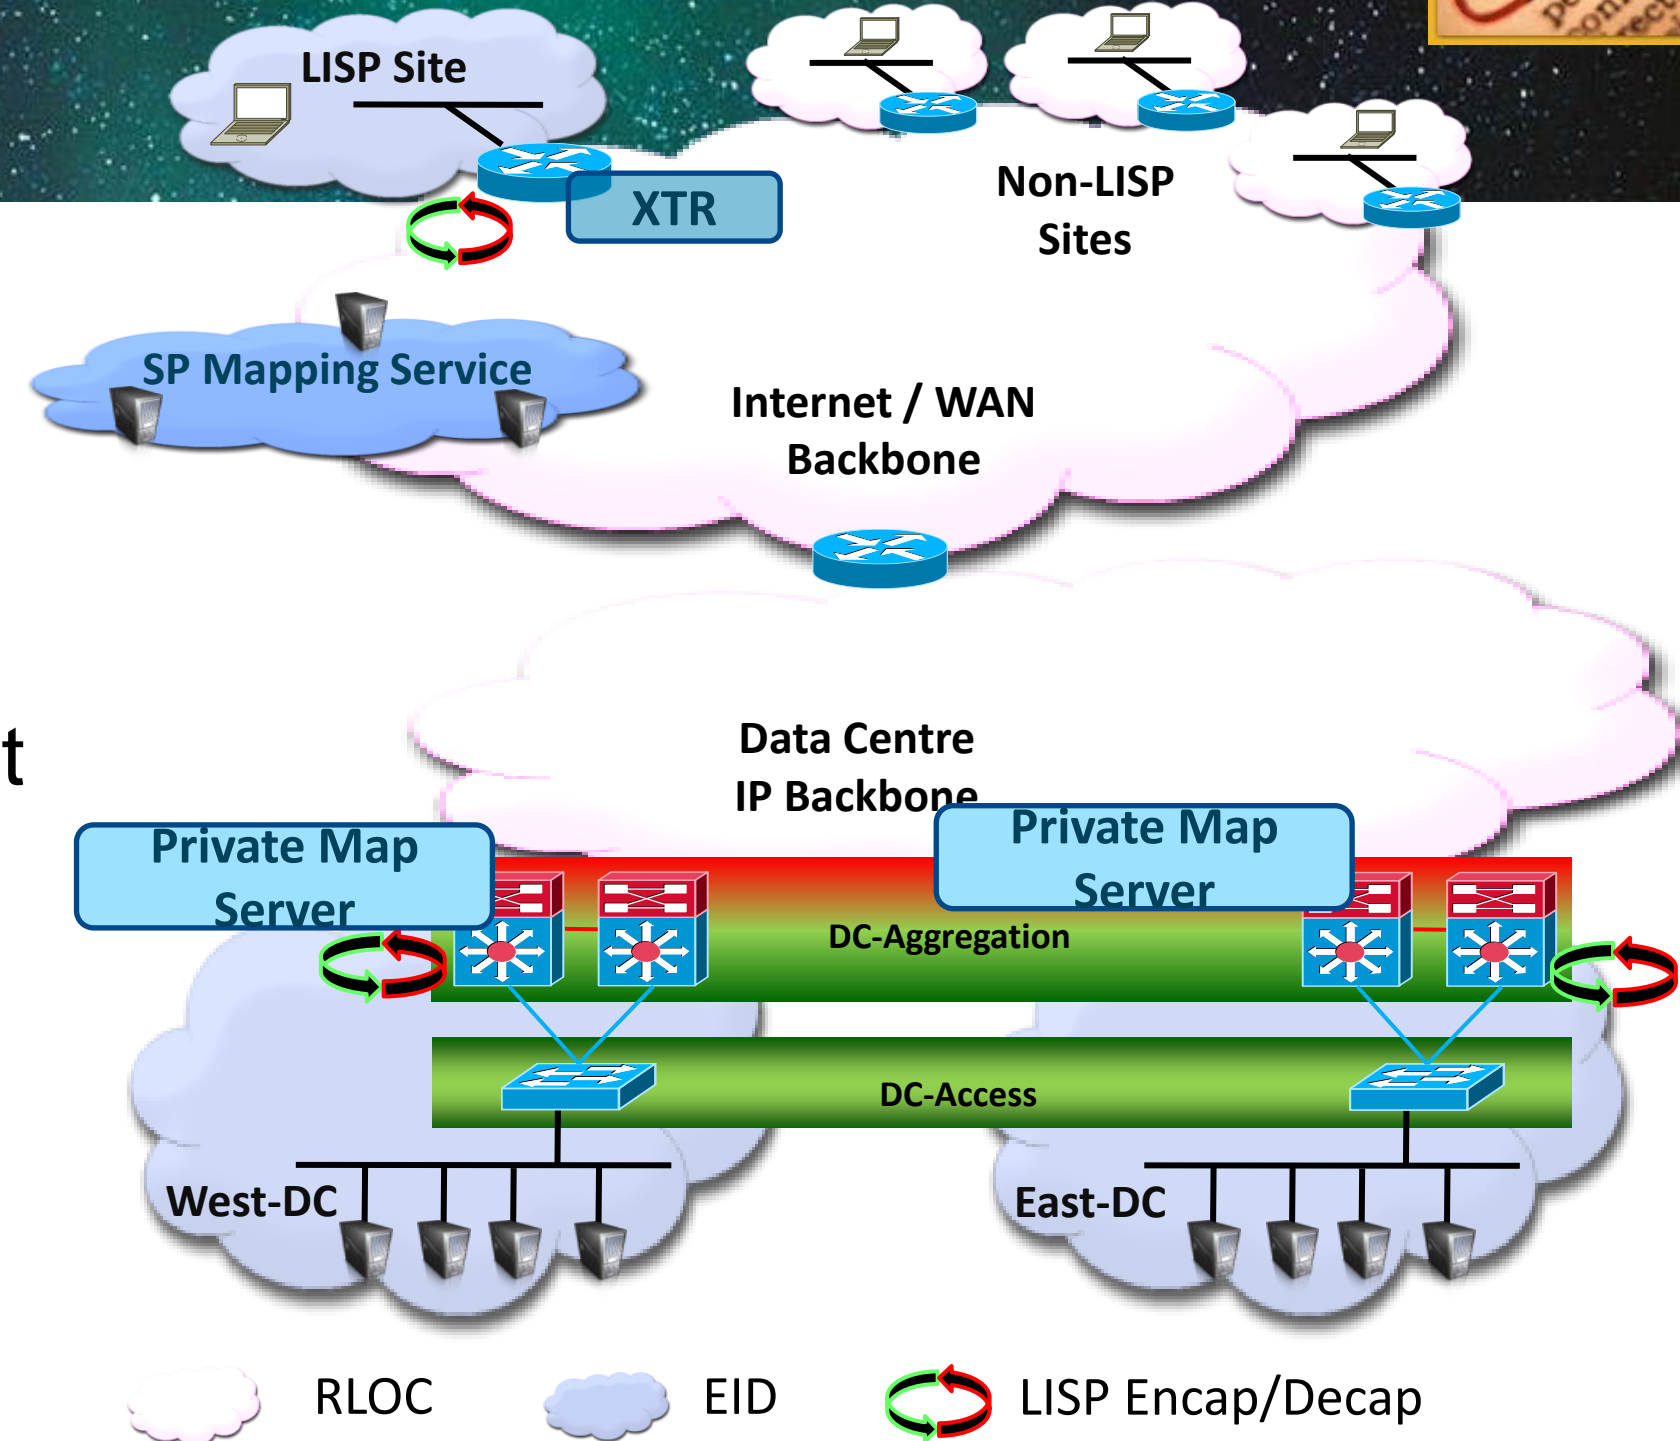 LISP Site
XTR
Non-LISP
Sites
SP Mapping Service
Internet / WAN
Backbone
t
Data Centre
IP Backbone
Private Map
Server
Private Map
Server
DC-Aggregation
DC-Access
West-DC
East-DC
RLOC
EID
LISP Encap/Decap